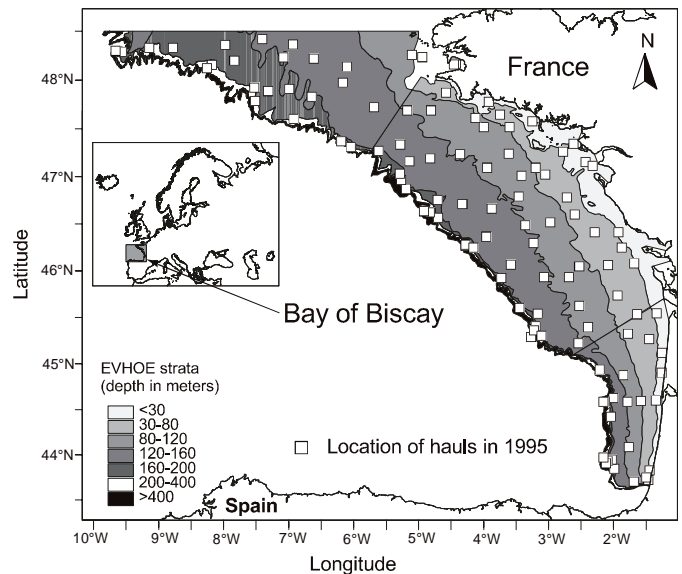 N
France
48°N
47°N
46°N
45°N
44°N
Latitude
Bay of Biscay
EVHOE strata
(depth in meters)
<30
30-80
80-120
120-160
160-200
200-400
>400
Location of hauls in 1995
Spain
10°W
9°W
8°W
7°W
6°W
5°W
4°W
3°W
2°W
1°W
Longitude